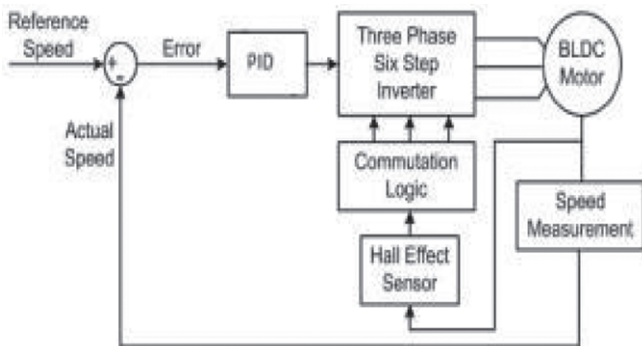 Reference
Speed
+
-
Error
PID
Three Phase
Six Step
Inverter
BLDC
Motor
Actual
Speed
Commutation
Logic
Speed
Measurement
Hall Effect
Sensor